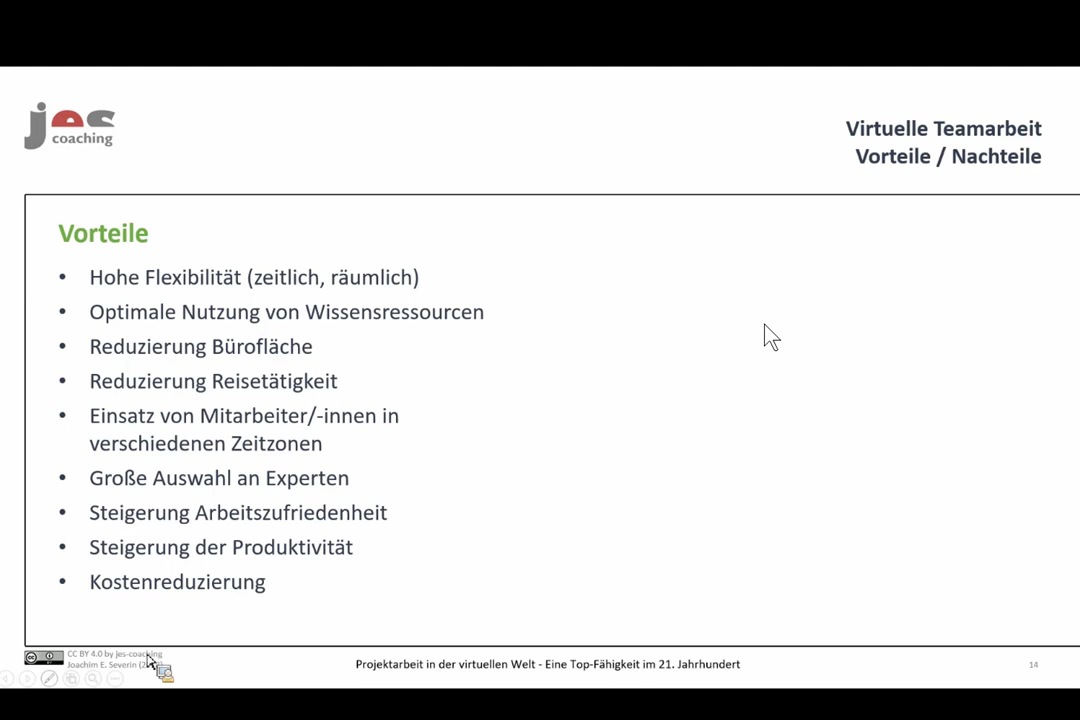 jes
coaching
Virtuelle Teamarbeit
Vorteile / Nachteile
Vorteile
• Hohe Flexibilität (zeitlich, räumlich)
• Optimale Nutzung von Wissensressourcen
• Reduzierung Bürofläche
• Reduzierung Reisetätigkeit
• Einsatz von Mitarbeiter/-innen in
verschiedenen Zeitzonen
• Große Auswahl an Experten
• Steigerung Arbeitszufriedenheit
• Steigerung der Produktivität
• Kostenreduzierung
CC BY 4.0 by jes-coaching
Joachim E. Severin
Projektarbeit in der virtuellen Welt - Eine Top-Fähigkeit im 21. Jahrhundert
14